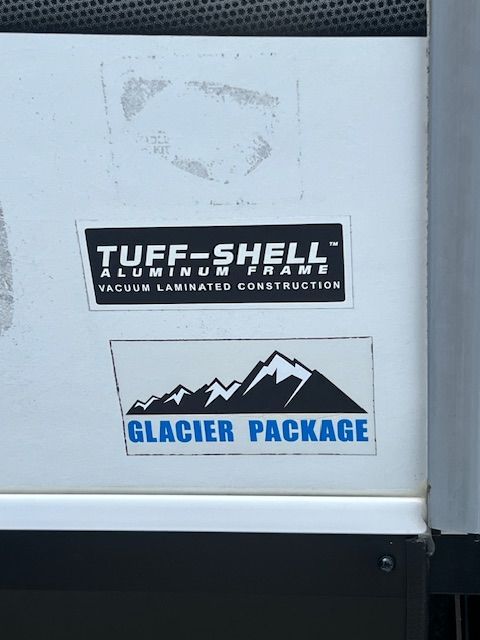 TUFF-SHELL™
ALUMINUM FRAME
VACUUM LAMINATED CONSTRUCTION
GLACIER PACKAGE